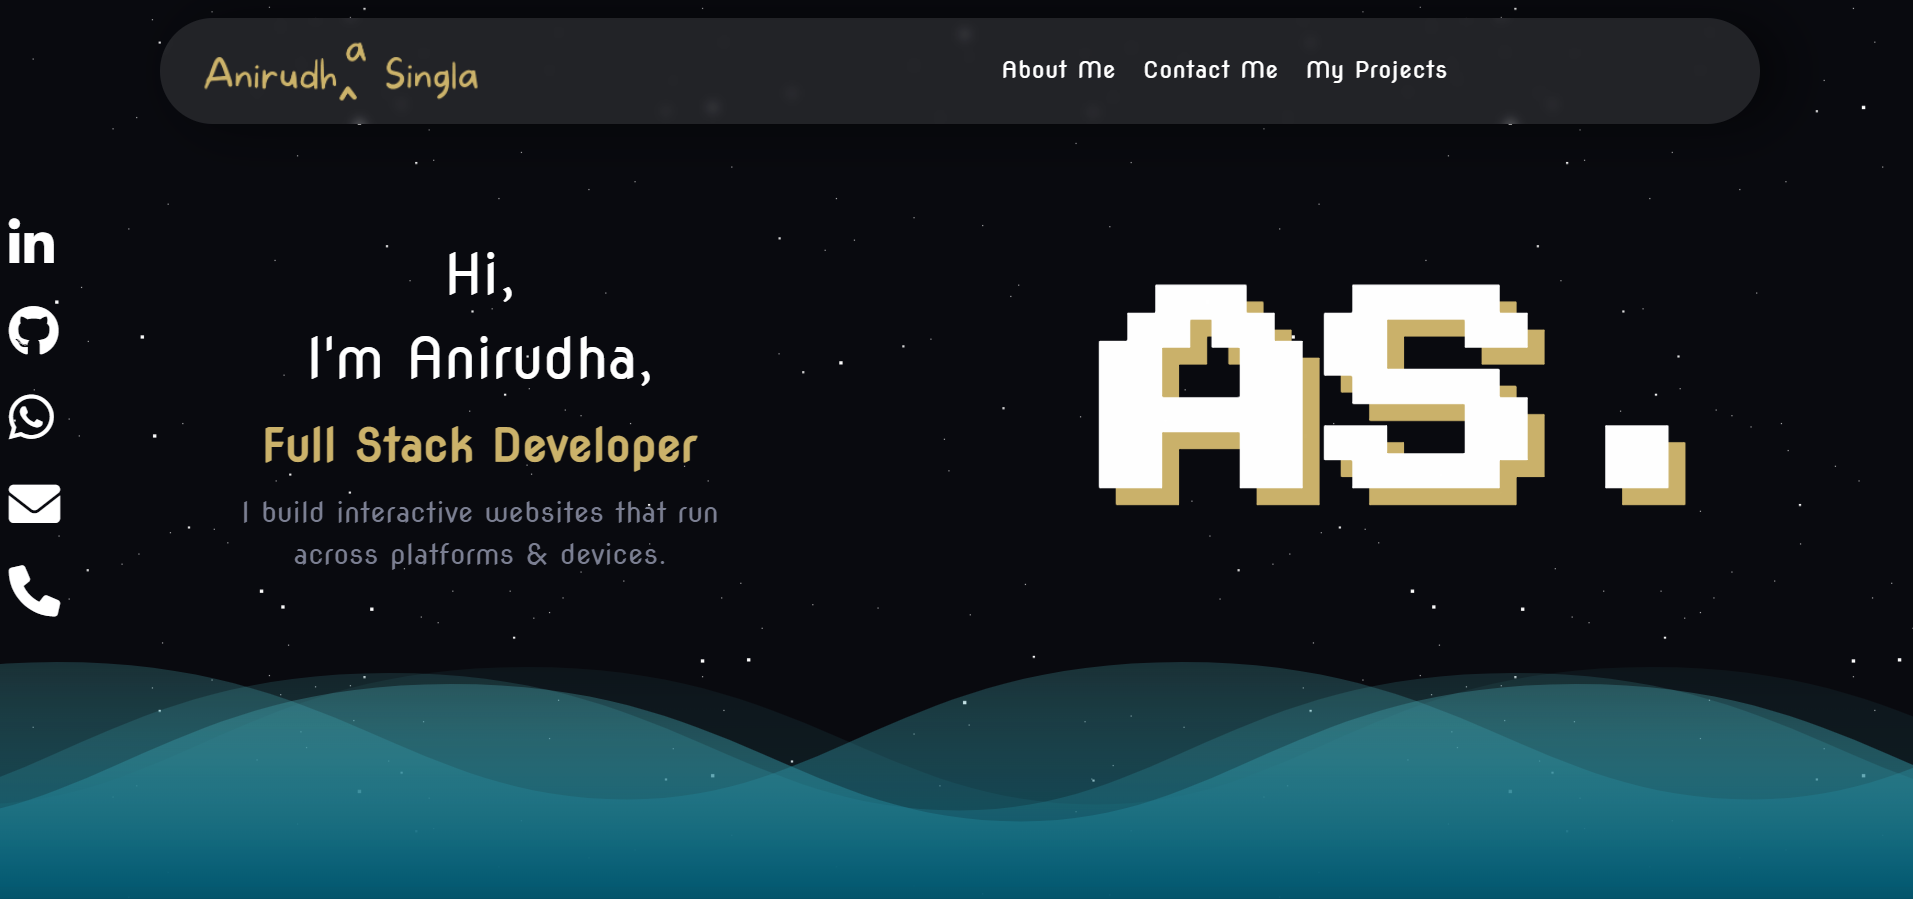 Anirudh^a Singla
About Me Contact Me My Projects
in
Hi,
I'm Anirudha,
Full Stack Developer
I build interactive websites that run
across platforms & devices.
AS.